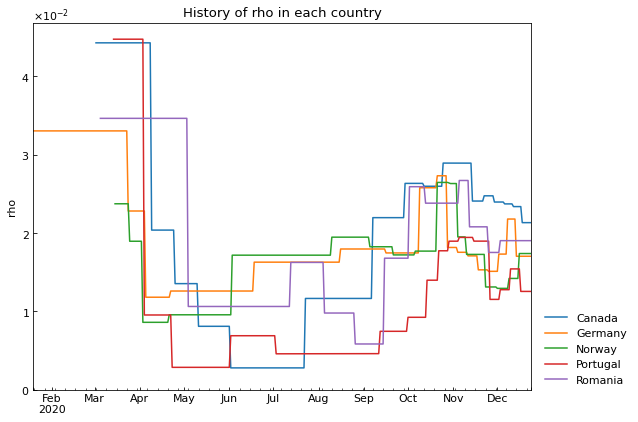 History of rho in each country
×10⁻²
4
3
2
1
0
rho
Feb Mar Apr May Jun Jul Aug Sep Oct Nov Dec
2020
Canada
Germany
Norway
Portugal
Romania